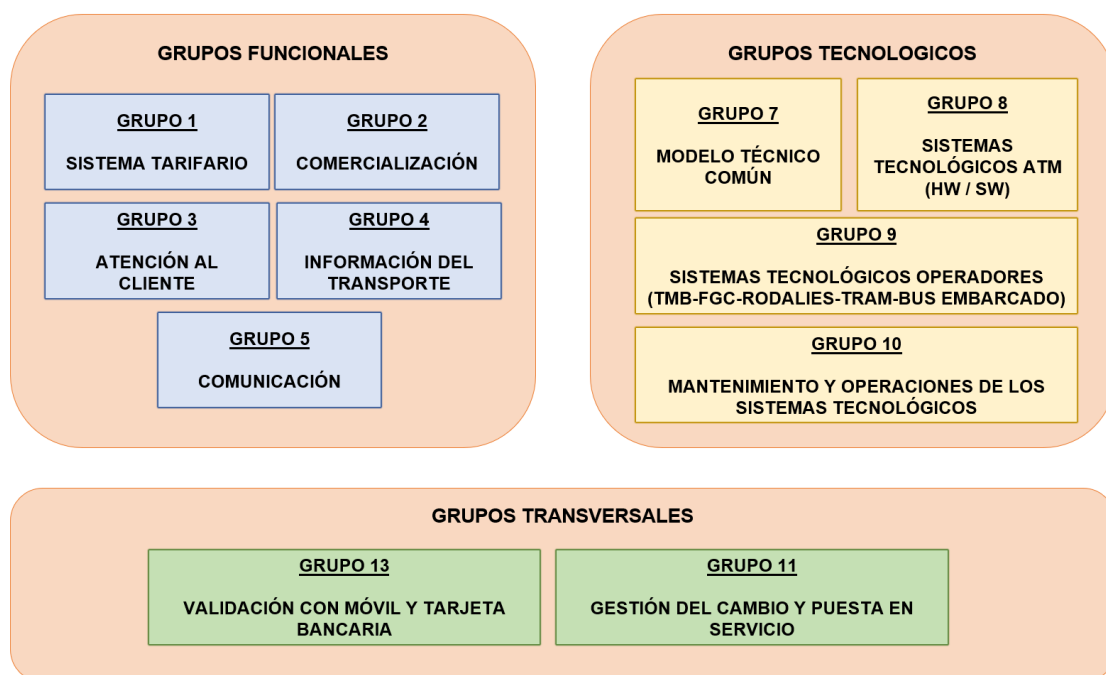 GRUPOS FUNCIONALES
GRUPO 1
SISTEMA TARIFARIO
GRUPO 2
COMERCIALIZACIÓN
GRUPO 3
ATENCIÓN AL
CLIENTE
GRUPO 4
INFORMACIÓN DEL
TRANSPORTE
GRUPO 5
COMUNICACIÓN
GRUPOS TECNOLOGICOS
GRUPO 7
MODELO TÉCNICO
COMÚN
GRUPO 8
SISTEMAS
TECNOLÓGICOS ATM
(HW / SW)
GRUPO 9
SISTEMAS TECNOLÓGICOS OPERADORES
(TMB-FGC-RODALIES-TRAM-BUS EMBARCADO)
GRUPO 10
MANTENIMIENTO Y OPERACIONES DE LOS
SISTEMAS TECNOLÓGICOS
GRUPOS TRANSVERSALES
GRUPO 13
VALIDACIÓN CON MÓVIL Y TARJETA
BANCARIA
GRUPO 11
GESTIÓN DEL CAMBIO Y PUESTA EN
SERVICIO